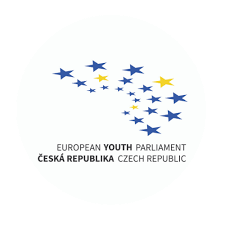 EUROPEAN YOUTH PARLIAMENT
ČESKÁ REPUBLIKA CZECH REPUBLIC